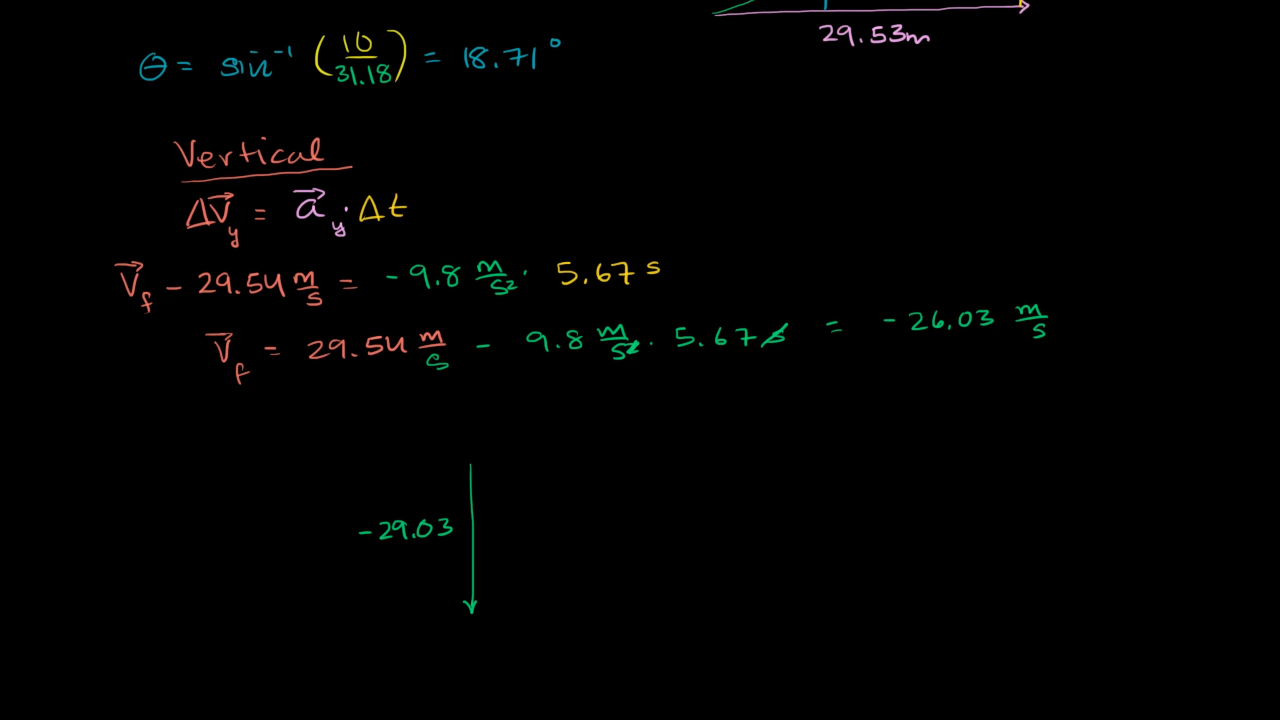 29.53m
θ = sin⁻¹ (10/31.18) = 18.71°
Vertical
Δv⃗y = a⃗y · Δt
v⃗f - 29.54 m/s = -9.8 m/s² · 5.67 s
v⃗f = 29.54 m/s - 9.8 m/s² · 5.67 s = -26.03 m/s
-29.03